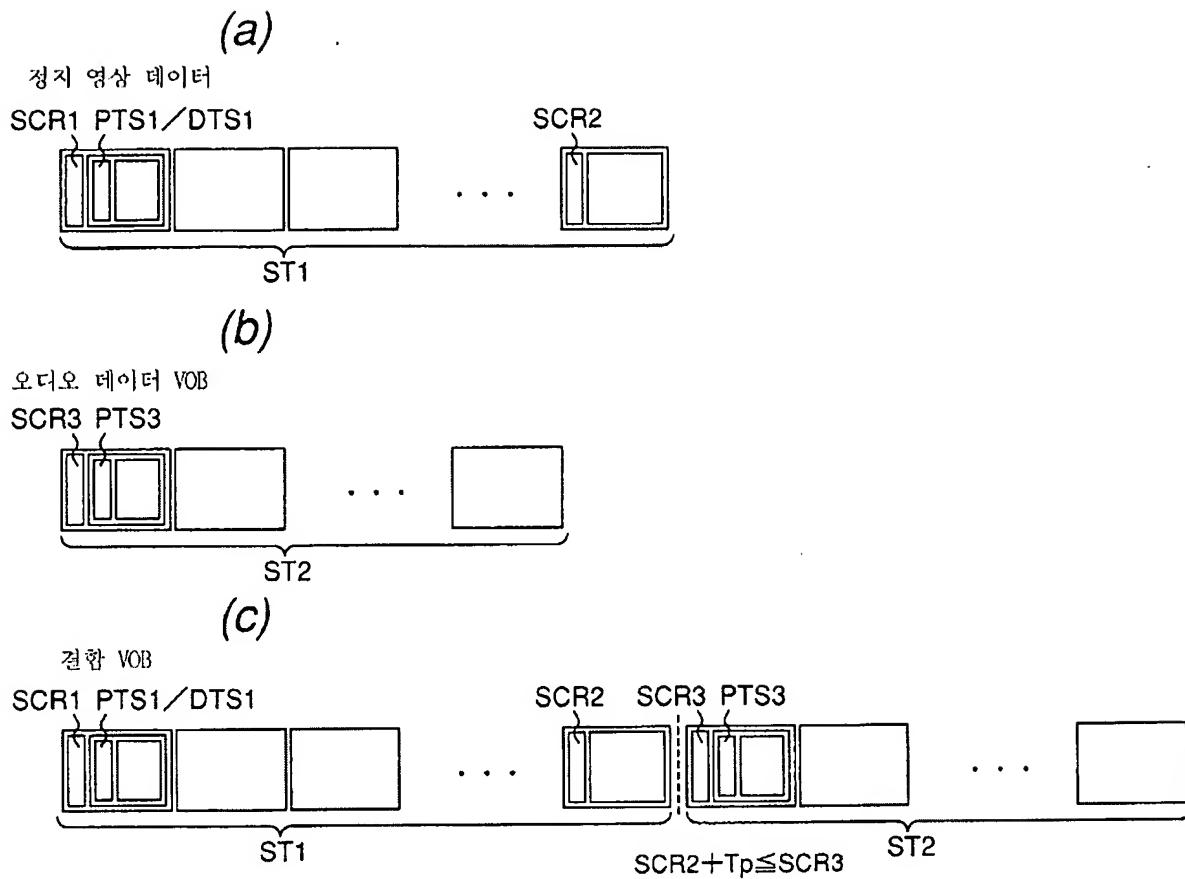 (a)
정지 영상 데이터
SCR1 PTS1/DTS1 SCR2
. . .
ST1
(b)
오디오 데이터 VOB
SCR3 PTS3
. . .
ST2
(c)
결합 VOB
SCR1 PTS1/DTS1 SCR2 SCR3 PTS3
. . . . . .
ST1 ST2
SCR2+Tp≦SCR3